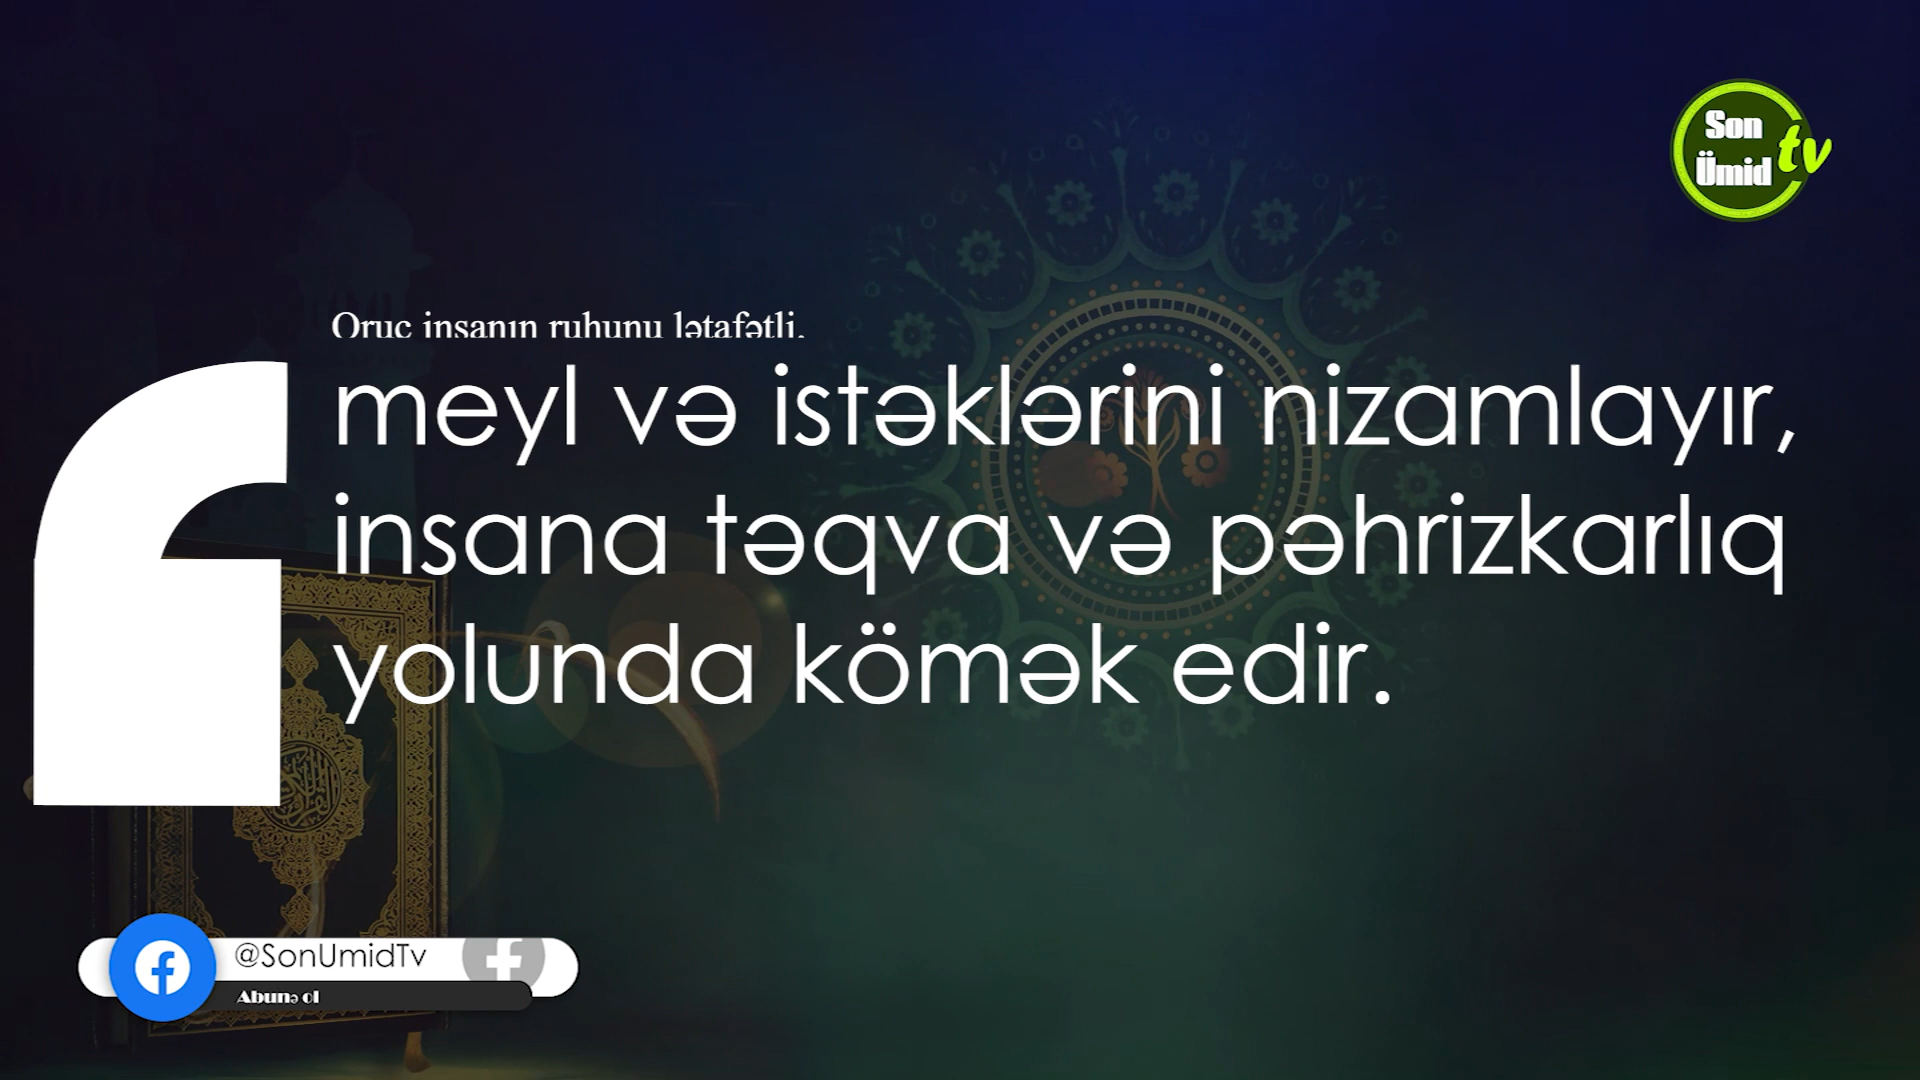 Son
Ümid tv
Oruc insanın ruhunu lətafətli,
meyl və istəklərini nizamlayır,
insana təqva və pəhrizkarlıq
yolunda kömək edir.
@SonUmidTv
Abunə ol